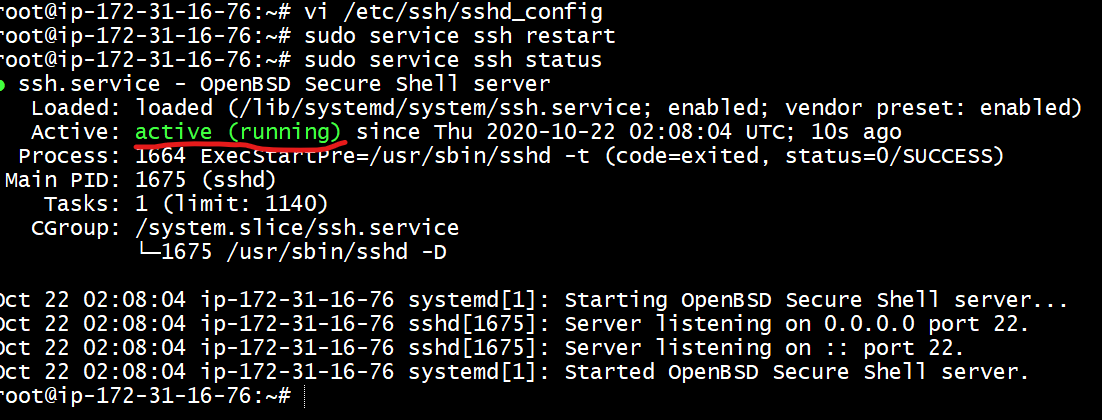 root@ip-172-31-16-76:~# vi /etc/ssh/sshd_config
root@ip-172-31-16-76:~# sudo service ssh restart
root@ip-172-31-16-76:~# sudo service ssh status
● ssh.service - OpenBSD Secure Shell server
Loaded: loaded (/lib/systemd/system/ssh.service; enabled; vendor preset: enabled)
Active: active (running) since Thu 2020-10-22 02:08:04 UTC; 10s ago
Process: 1664 ExecStartPre=/usr/sbin/sshd -t (code=exited, status=0/SUCCESS)
Main PID: 1675 (sshd)
Tasks: 1 (limit: 1140)
CGroup: /system.slice/ssh.service
└─1675 /usr/sbin/sshd -D
Oct 22 02:08:04 ip-172-31-16-76 systemd[1]: Starting OpenBSD Secure Shell server...
Oct 22 02:08:04 ip-172-31-16-76 sshd[1675]: Server listening on 0.0.0.0 port 22.
Oct 22 02:08:04 ip-172-31-16-76 sshd[1675]: Server listening on :: port 22.
Oct 22 02:08:04 ip-172-31-16-76 systemd[1]: Started OpenBSD Secure Shell server.
root@ip-172-31-16-76:~#